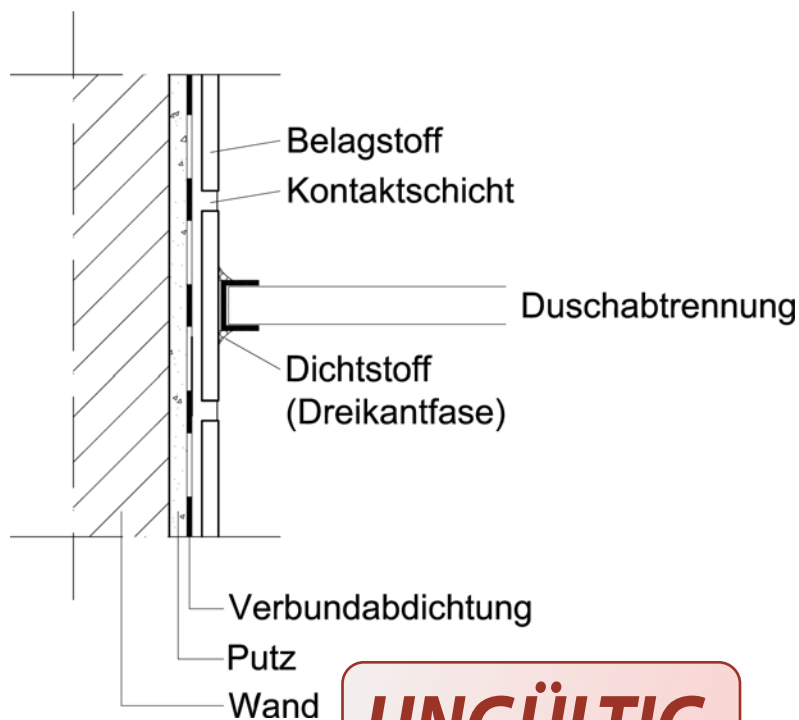 Belagstoff
Kontaktschicht
Duschabtrennung
Dichtstoff
(Dreikantfase)
Verbundabdichtung
Putz
Wand
UNGÜLTIG